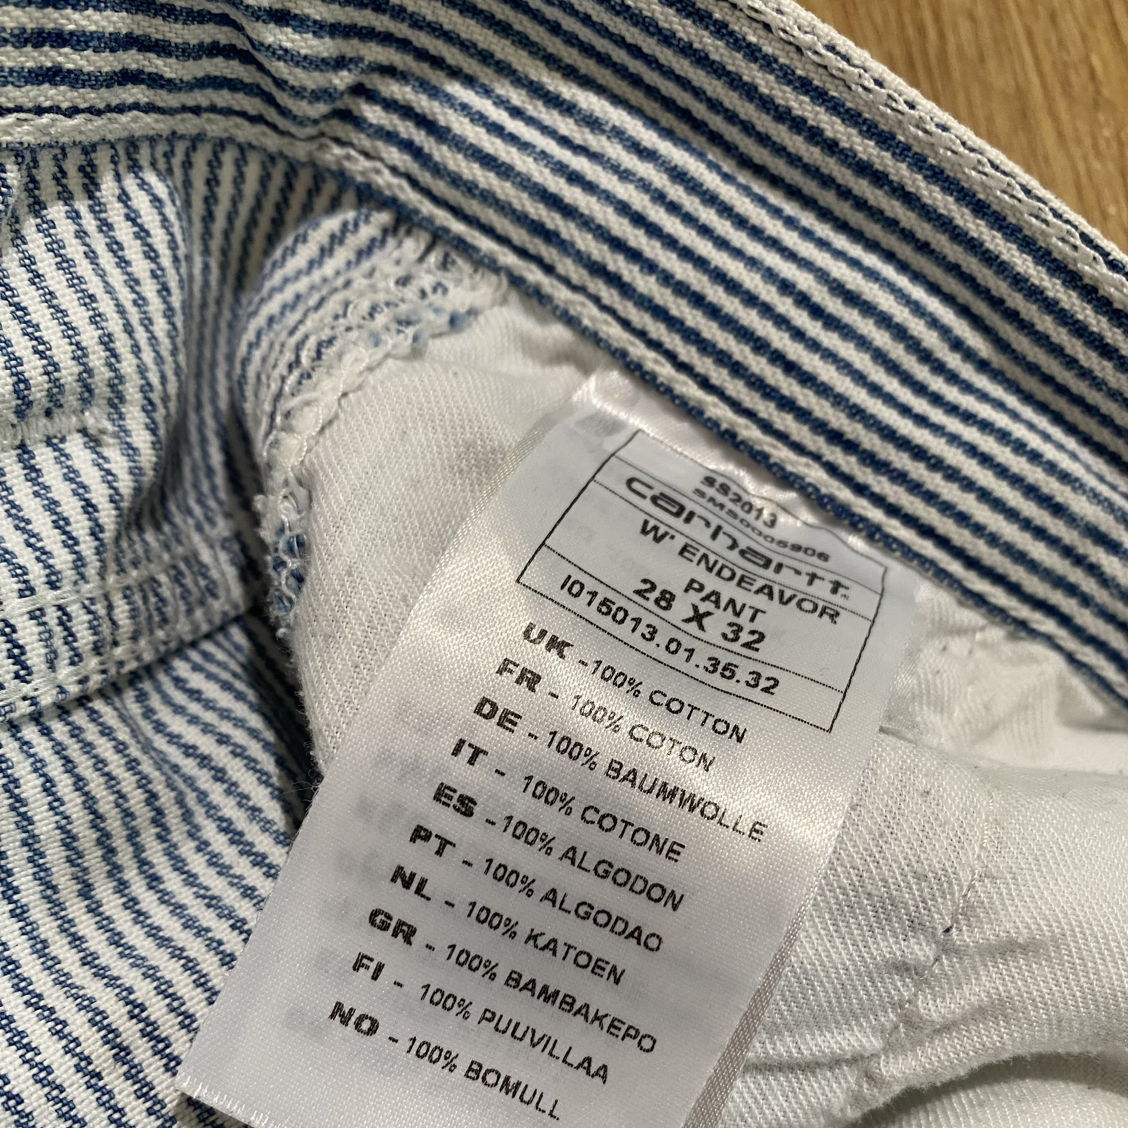 SS2013
SMS0005906
carhartt
W' ENDEAVOR
PANT
28 X 32
I015013.01.35.32
UK - 100% COTTON
FR - 100% COTON
DE - 100% BAUMWOLLE
IT - 100% COTONE
ES - 100% ALGODON
PT - 100% ALGODAO
NL - 100% KATOEN
GR - 100% BAMBAKEPO
FI - 100% PUUVILLAA
NO - 100% BOMULL